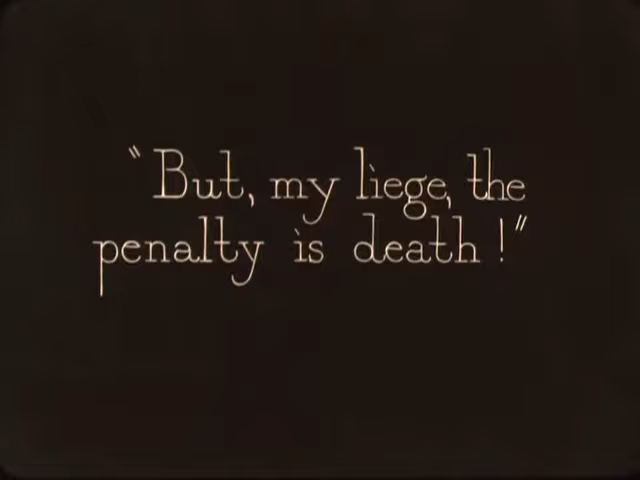 "But, my liege, the
penalty is death!"